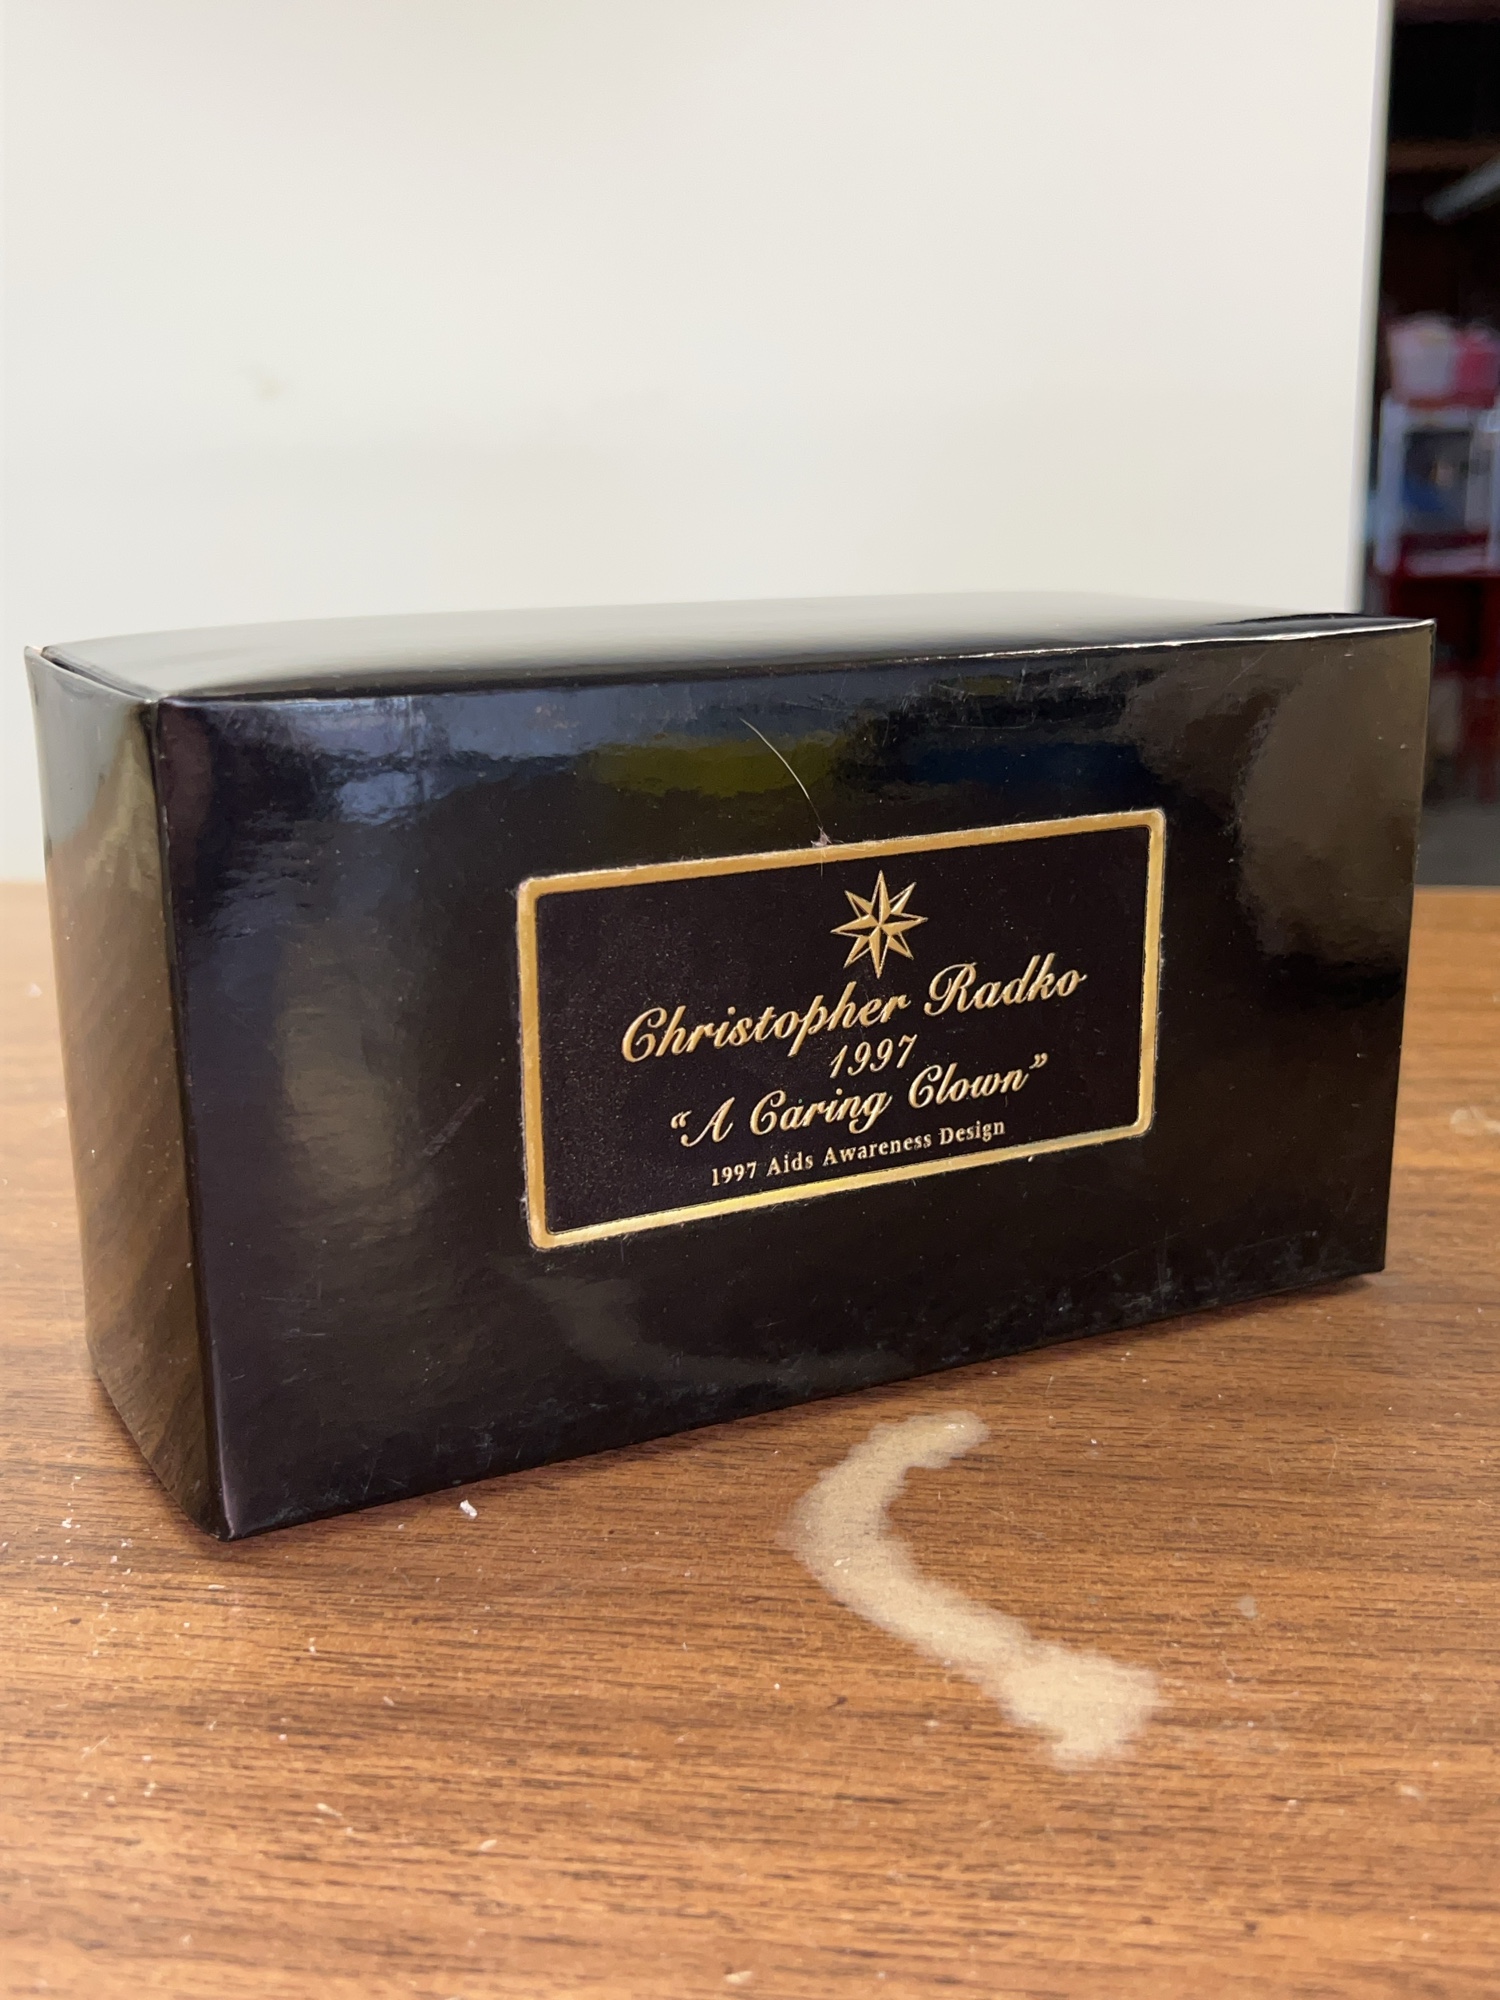 Christopher Radko
1997
“A Caring Clown”
1997 Aids Awareness Design